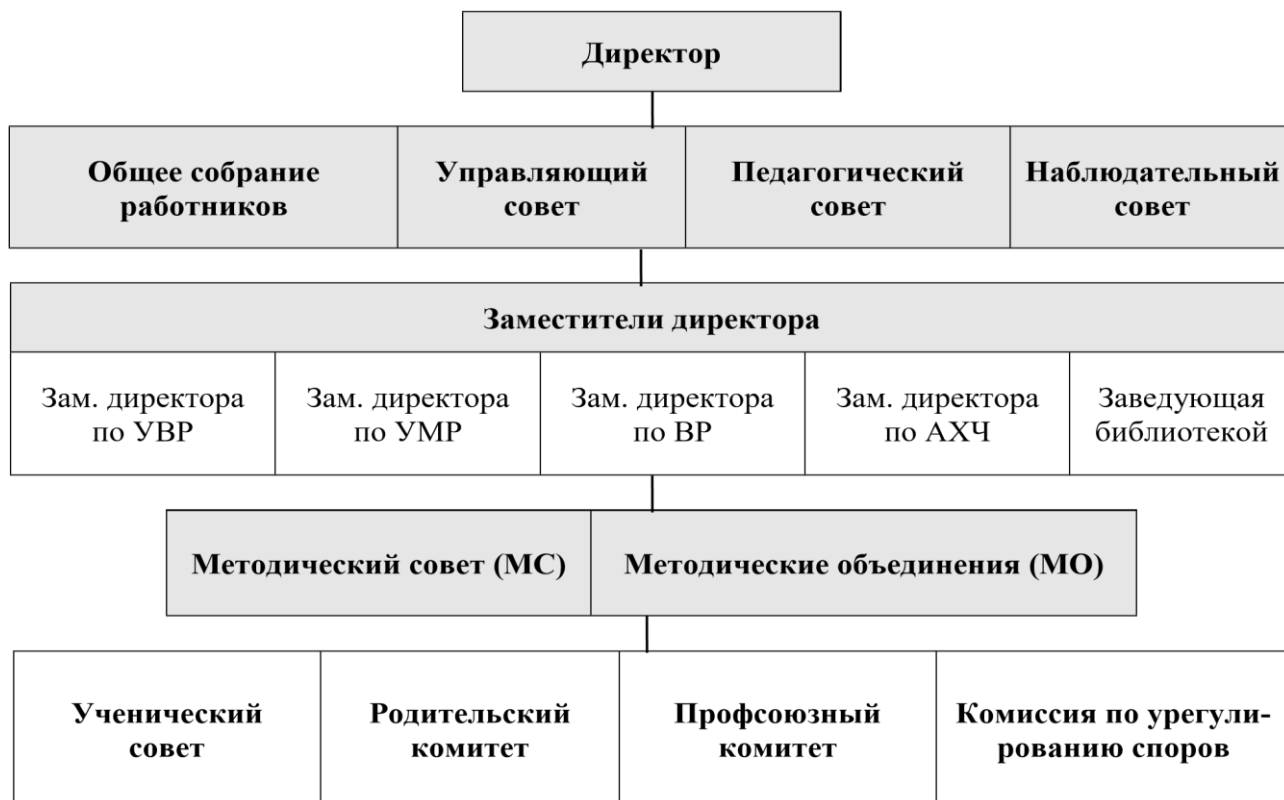 Директор
Общее собрание
работников
Управляющий
совет
Педагогический
совет
Наблюдательный
совет
Заместители директора
Зам. директора
по УВР
Зам. директора
по УМР
Зам. директора
по ВР
Зам. директора
по АХЧ
Заведующая
библиотекой
Методический совет (МС)
Методические объединения (МО)
Ученический
совет
Родительский
комитет
Профсоюзный
комитет
Комиссия по урегули-
рованию споров